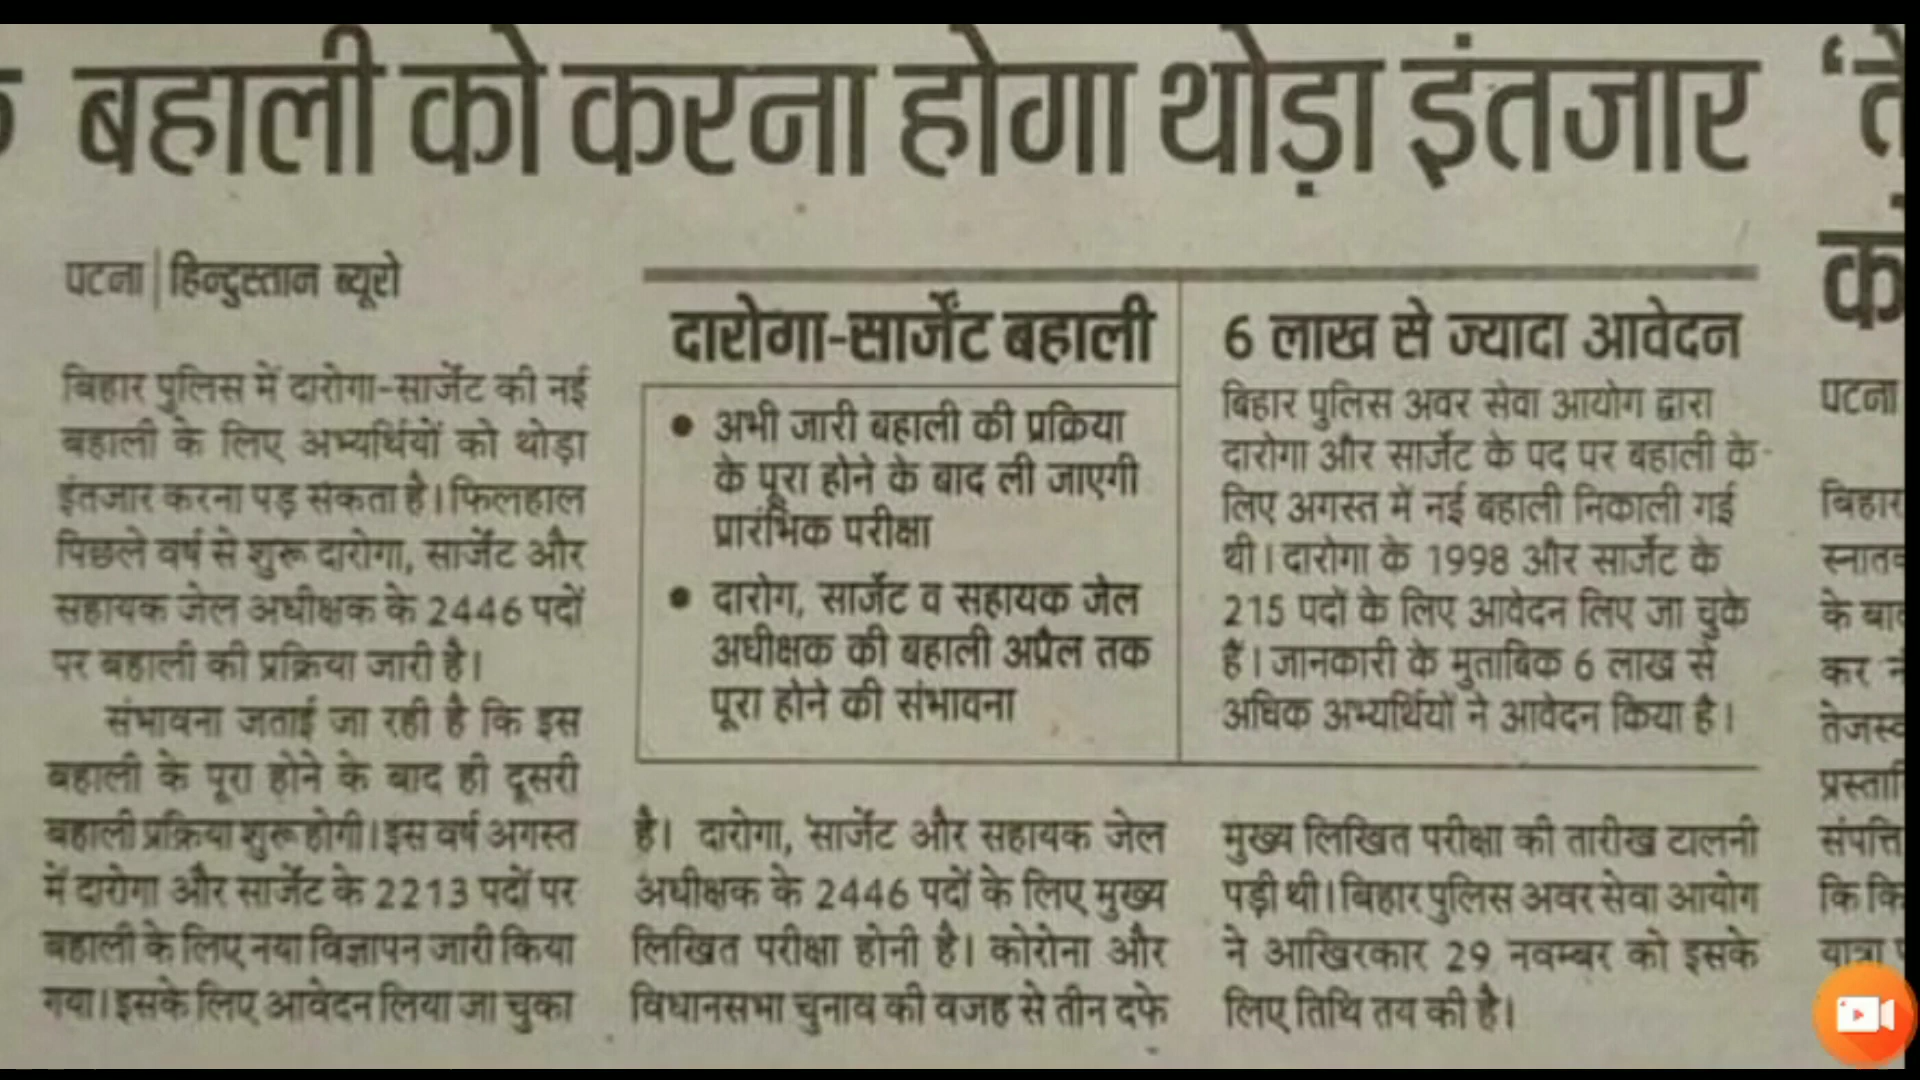 बहाली को करना होगा थोड़ा इंतजार
पटना | हिन्दुस्तान ब्यूरो
बिहार पुलिस में दारोगा-सार्जेंट की नई
बहाली के लिए अभ्यर्थियों को थोड़ा
इंतजार करना पड़ सकता है। फिलहाल
पिछले वर्ष से शुरू दारोगा, सार्जेंट और
सहायक जेल अधीक्षक के 2446 पदों
पर बहाली की प्रक्रिया जारी है।
संभावना जताई जा रही है कि इस
बहाली के पूरा होने के बाद ही दूसरी
बहाली प्रक्रिया शुरू होगी। इस वर्ष अगस्त
में दारोगा और सार्जेंट के 2213 पदों पर
बहाली के लिए नया विज्ञापन जारी किया
गया। इसके लिए आवेदन लिया जा चुका
दारोगा-सार्जेंट बहाली
• अभी जारी बहाली की प्रक्रिया
के पूरा होने के बाद ली जाएगी
प्रारंभिक परीक्षा
• दारोग, सार्जेंट व सहायक जेल
अधीक्षक की बहाली अप्रैल तक
पूरा होने की संभावना
6 लाख से ज्यादा आवेदन
बिहार पुलिस अवर सेवा आयोग द्वारा
दारोगा और सार्जेंट के पद पर बहाली के
लिए अगस्त में नई बहाली निकाली गई
थी। दारोगा के 1998 और सार्जेंट के
215 पदों के लिए आवेदन लिए जा चुके
हैं। जानकारी के मुताबिक 6 लाख से
अधिक अभ्यर्थियों ने आवेदन किया है।
है। दारोगा, सार्जेंट और सहायक जेल
अधीक्षक के 2446 पदों के लिए मुख्य
लिखित परीक्षा होनी है। कोरोना और
विधानसभा चुनाव की वजह से तीन दफे
मुख्य लिखित परीक्षा की तारीख टालनी
पड़ी थी। बिहार पुलिस अवर सेवा आयोग
ने आखिरकार 29 नवम्बर को इसके
लिए तिथि तय की है।
पटना
बिहार
के बाद
कर
संपत्ति
कि
यात्रा